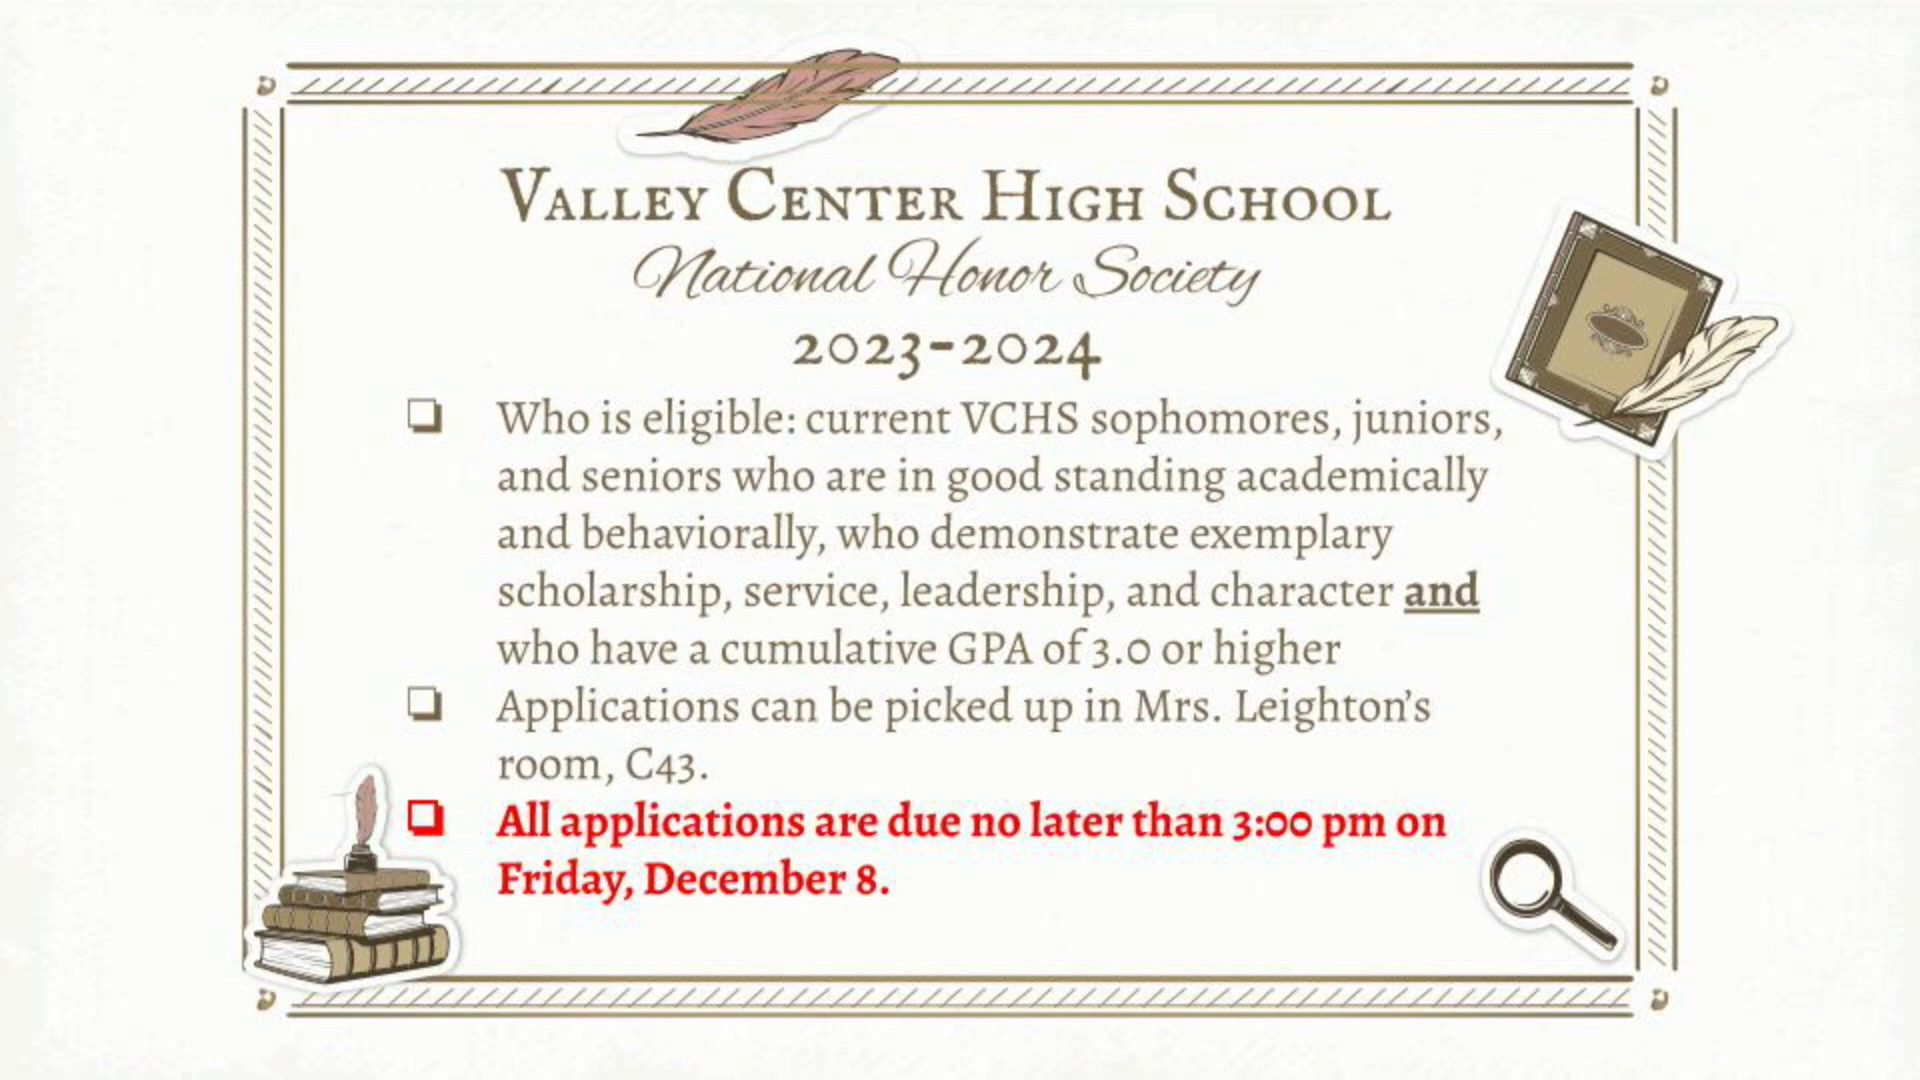 VALLEY CENTER HIGH SCHOOL
National Honor Society
2023-2024
❏ Who is eligible: current VCHS sophomores, juniors,
and seniors who are in good standing academically
and behaviorally, who demonstrate exemplary
scholarship, service, leadership, and character and
who have a cumulative GPA of 3.0 or higher
❏ Applications can be picked up in Mrs. Leighton’s
room, C43.
❏ All applications are due no later than 3:00 pm on
Friday, December 8.